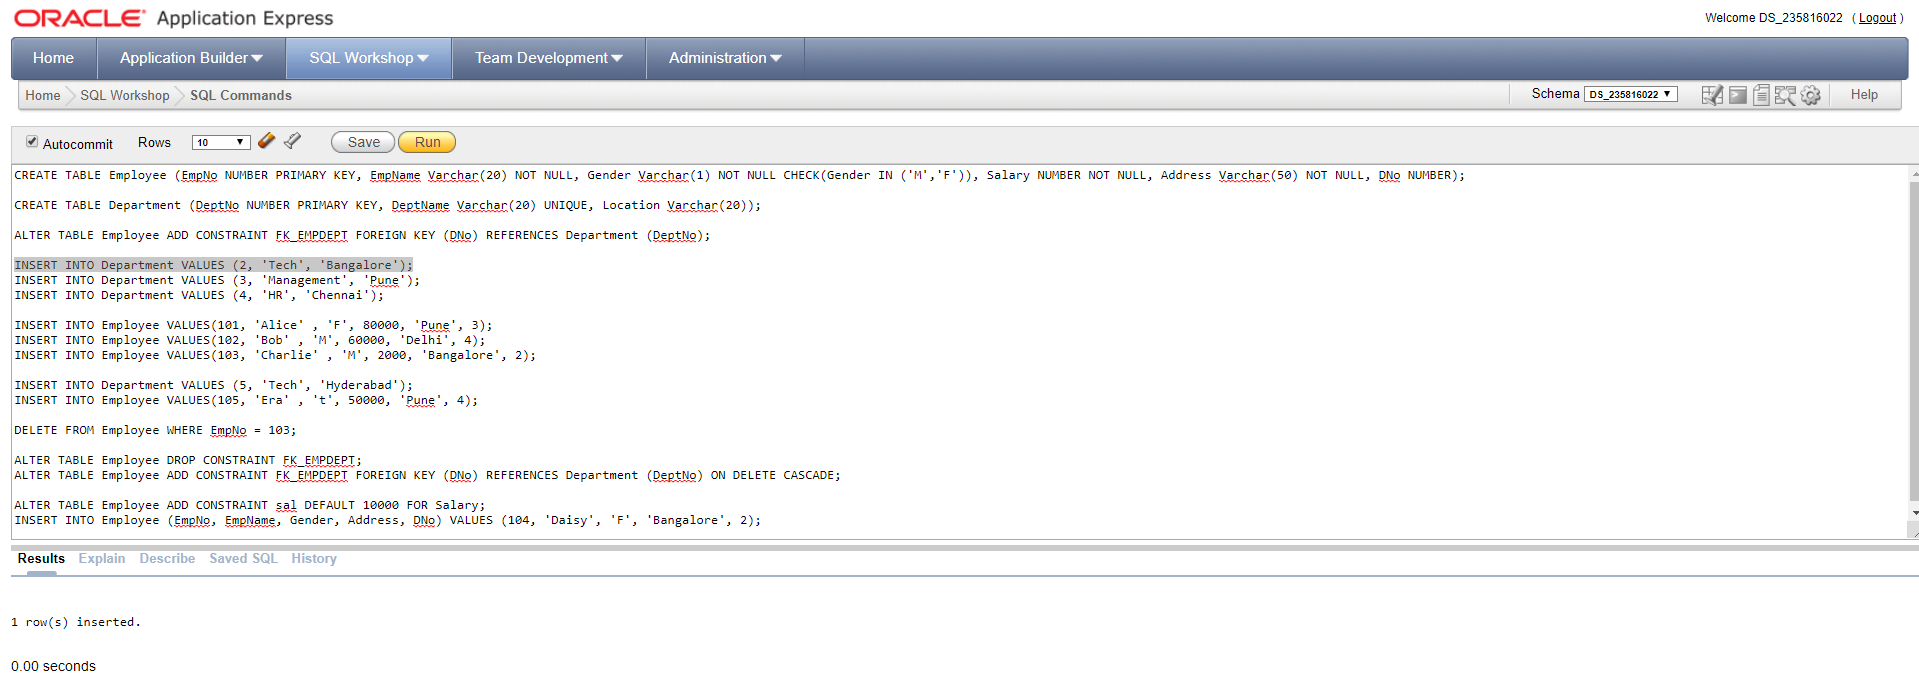 ORACLE Application Express
Welcome DS_235816022 ( Logout )
Home Application Builder SQL Workshop Team Development Administration
Home SQL Workshop SQL Commands Schema DS_235816022 Help
Autocommit Rows 10 Save Run
CREATE TABLE Employee (EmpNo NUMBER PRIMARY KEY, EmpName Varchar(20) NOT NULL, Gender Varchar(1) NOT NULL CHECK(Gender IN ('M','F')), Salary NUMBER NOT NULL, Address Varchar(50) NOT NULL, DNo NUMBER);
CREATE TABLE Department (DeptNo NUMBER PRIMARY KEY, DeptName Varchar(20) UNIQUE, Location Varchar(20));
ALTER TABLE Employee ADD CONSTRAINT FK_EMPDEPT FOREIGN KEY (DNo) REFERENCES Department (DeptNo);
INSERT INTO Department VALUES (2, 'Tech', 'Bangalore');
INSERT INTO Department VALUES (3, 'Management', 'Pune');
INSERT INTO Department VALUES (4, 'HR', 'Chennai');
INSERT INTO Employee VALUES(101, 'Alice' , 'F', 80000, 'Pune', 3);
INSERT INTO Employee VALUES(102, 'Bob' , 'M', 60000, 'Delhi', 4);
INSERT INTO Employee VALUES(103, 'Charlie' , 'M', 2000, 'Bangalore', 2);
INSERT INTO Department VALUES (5, 'Tech', 'Hyderabad');
INSERT INTO Employee VALUES(105, 'Era' , 't', 50000, 'Pune', 4);
DELETE FROM Employee WHERE EmpNo = 103;
ALTER TABLE Employee DROP CONSTRAINT FK_EMPDEPT;
ALTER TABLE Employee ADD CONSTRAINT FK_EMPDEPT FOREIGN KEY (DNo) REFERENCES Department (DeptNo) ON DELETE CASCADE;
ALTER TABLE Employee ADD CONSTRAINT sal DEFAULT 10000 FOR Salary;
INSERT INTO Employee (EmpNo, EmpName, Gender, Address, DNo) VALUES (104, 'Daisy', 'F', 'Bangalore', 2);
Results Explain Describe Saved SQL History
1 row(s) inserted.
0.00 seconds